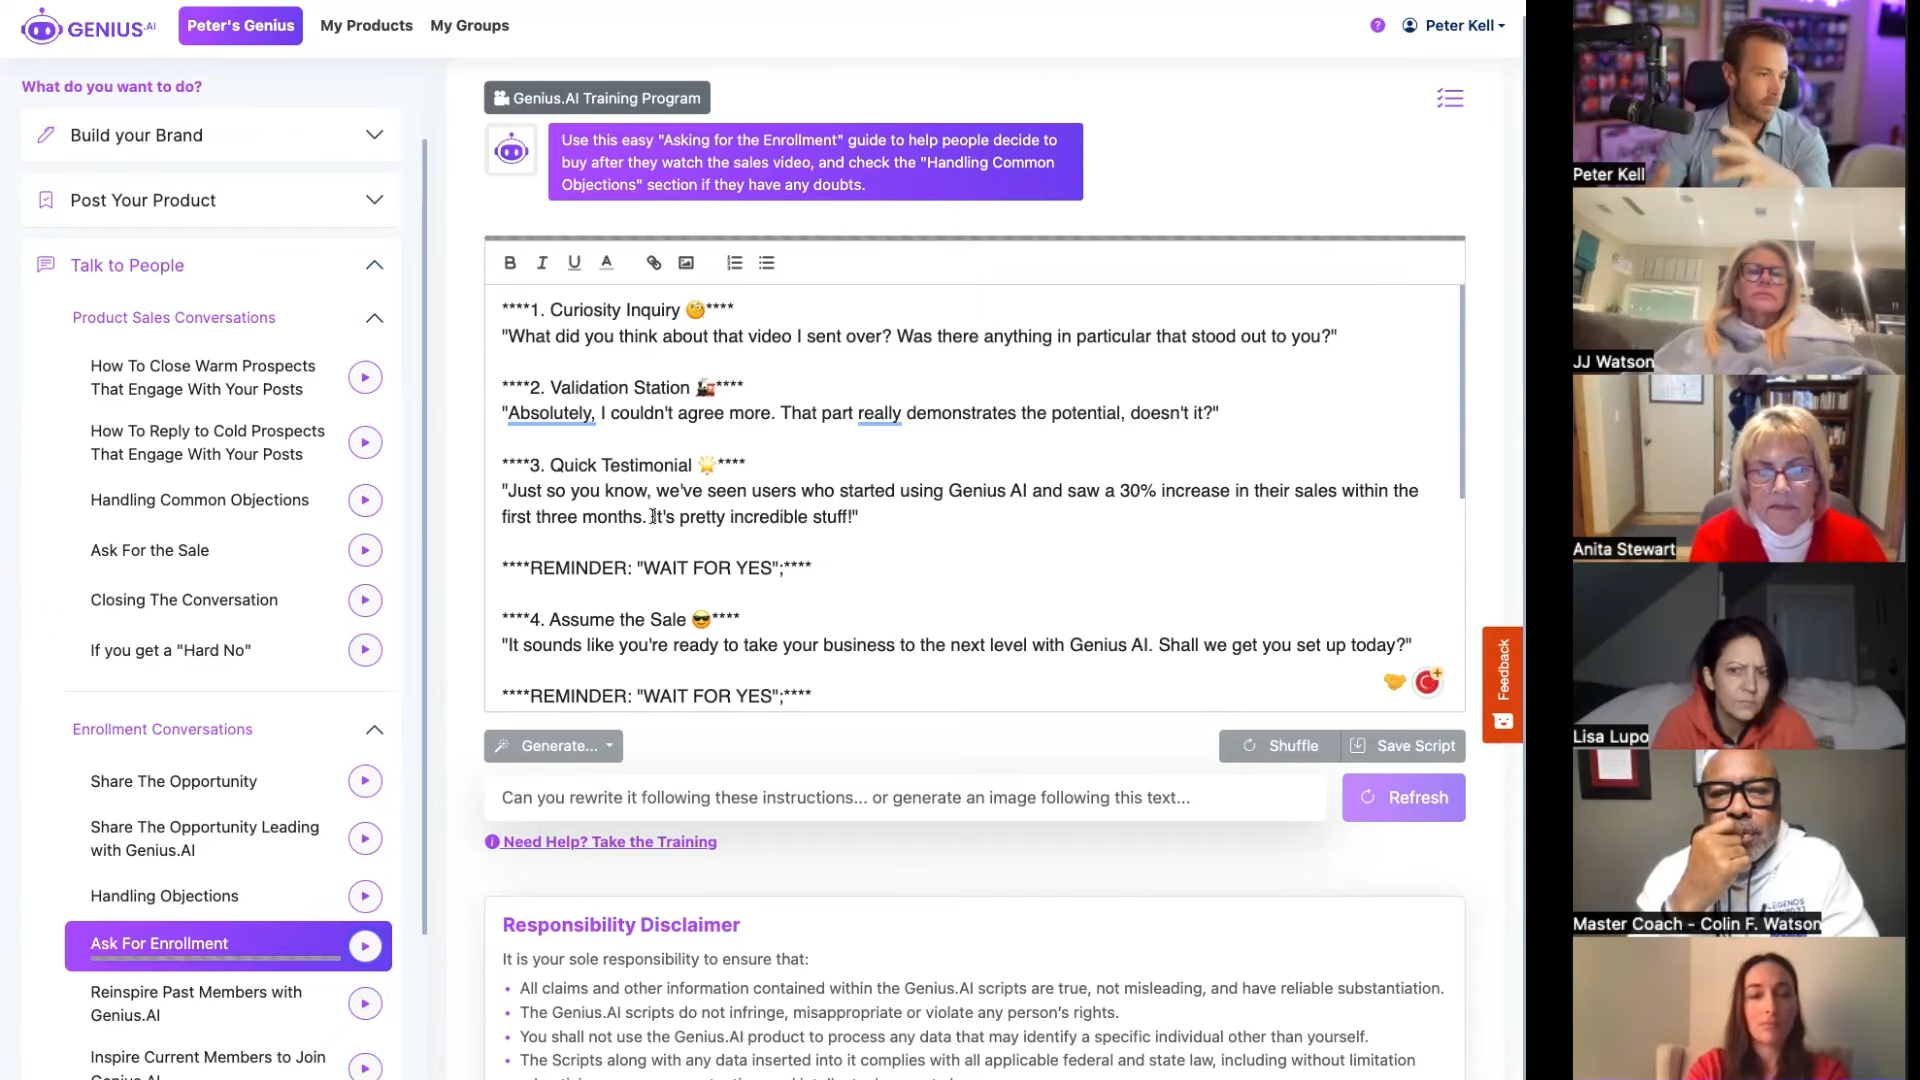 GENIUS.AI
Peter's Genius
My Products
My Groups
?
Peter Kell
What do you want to do?
Build your Brand
Post Your Product
Talk to People
Product Sales Conversations
How To Close Warm Prospects
That Engage With Your Posts
How To Reply to Cold Prospects
That Engage With Your Posts
Handling Common Objections
Ask For the Sale
Closing The Conversation
If you get a "Hard No"
Enrollment Conversations
Share The Opportunity
Share The Opportunity Leading
with Genius.AI
Handling Objections
Ask For Enrollment
Reinspire Past Members with
Genius.AI
Inspire Current Members to Join
Genius.AI
Genius.AI Training Program
Use this easy "Asking for the Enrollment" guide to help people decide to
buy after they watch the sales video, and check the "Handling Common
Objections" section if they have any doubts.
B I U A
****1. Curiosity Inquiry 🧐****
"What did you think about that video I sent over? Was there anything in particular that stood out to you?"
****2. Validation Station 🚂****
"Absolutely, I couldn't agree more. That part really demonstrates the potential, doesn't it?"
****3. Quick Testimonial 🌟****
"Just so you know, we've seen users who started using Genius AI and saw a 30% increase in their sales within the
first three months. It's pretty incredible stuff!"
****REMINDER: "WAIT FOR YES";****
****4. Assume the Sale 😎****
"It sounds like you're ready to take your business to the next level with Genius AI. Shall we get you set up today?"
****REMINDER: "WAIT FOR YES";****
Generate...
Shuffle
Save Script
Can you rewrite it following these instructions... or generate an image following this text...
Refresh
Need Help? Take the Training
Responsibility Disclaimer
It is your sole responsibility to ensure that:
• All claims and other information contained within the Genius.AI scripts are true, not misleading, and have reliable substantiation.
• The Genius.AI scripts do not infringe, misappropriate or violate any person's rights.
• You shall not use the Genius.AI product to process any data that may identify a specific individual other than yourself.
• The Scripts along with any data inserted into it complies with all applicable federal and state law, including without limitation
Feedback
Peter Kell
JJ Watson
Anita Stewart
Lisa Lupo
LEGENDS
Master Coach - Colin F. Watson